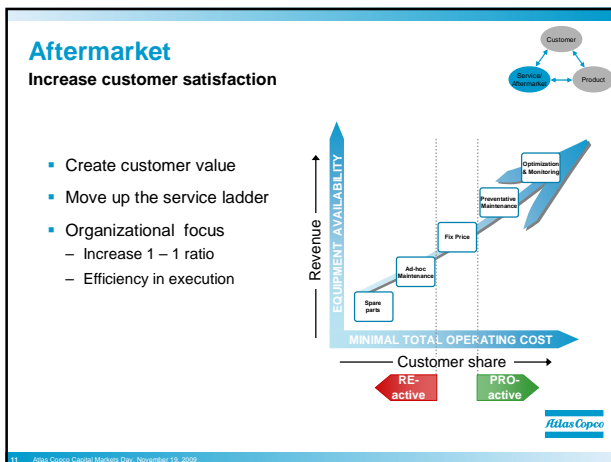 Aftermarket
Increase customer satisfaction
Customer
Service/
Aftermarket
Product
Create customer value
Move up the service ladder
Organizational focus
– Increase 1 – 1 ratio
– Efficiency in execution
Revenue
EQUIPMENT AVAILABILITY
Optimization
& Monitoring
Preventative
Maintenance
Fix Price
Ad-hoc
Maintenance
Spare
parts
MINIMAL TOTAL OPERATING COST
Customer share
RE-
active
PRO-
active
Atlas Copco
11 Atlas Copco Capital Markets Day, November 19, 2009